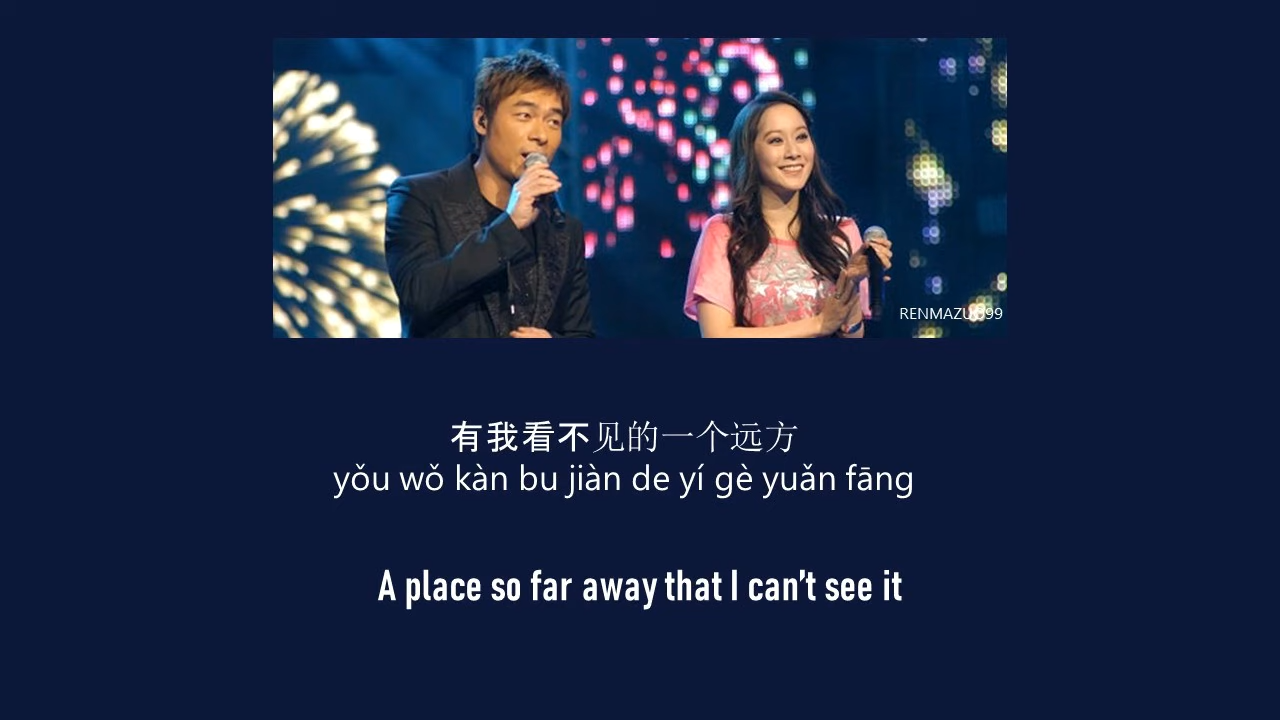 RENMAZUO99
有我看不见的一个远方
yǒu wǒ kàn bu jiàn de yí gè yuǎn fāng
A place so far away that I can't see it